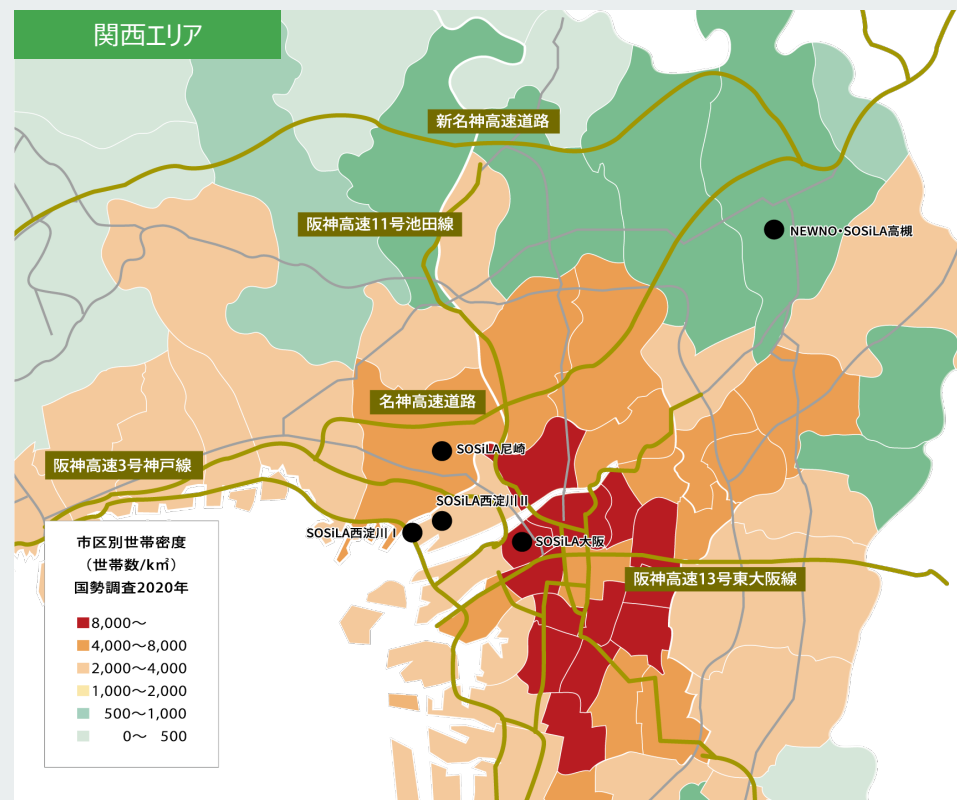 関西エリア
新名神高速道路
阪神高速11号池田線
NEWNO・SOSiLA高槻
名神高速道路
SOSiLA尼崎
阪神高速3号神戸線
SOSiLA西淀川Ⅱ
SOSiLA西淀川Ⅰ
SOSiLA大阪
阪神高速13号東大阪線
市区別世帯密度
（世帯数/k㎡）
国勢調査2020年
8,000～
4,000～8,000
2,000～4,000
1,000～2,000
500～1,000
0～ 500